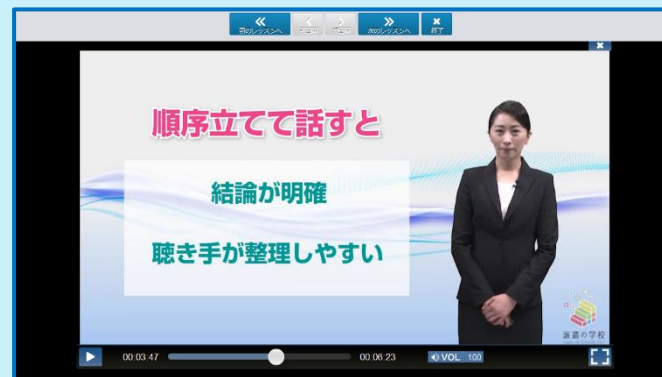 前のレッスンへ
次のレッスンへ
終了
順序立てて話すと
結論が明確
聴き手が整理しやすい
派遣の学校
00:03:47
00:06:23
VOL 100